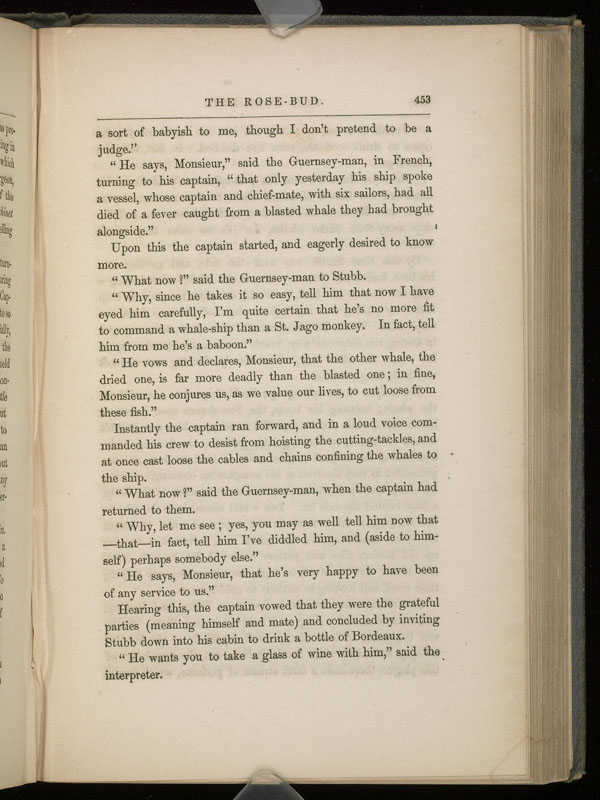 THE ROSE-BUD. 453
a sort of babyish to me, though I don't pretend to be a
judge."
"He says, Monsieur," said the Guernsey-man, in French,
turning to his captain, "that only yesterday his ship spoke
a vessel, whose captain and chief-mate, with six sailors, had all
died of a fever caught from a blasted whale they had brought
alongside."
Upon this the captain started, and eagerly desired to know
more.
"What now?" said the Guernsey-man to Stubb.
"Why, since he takes it so easy, tell him that now I have
eyed him carefully, I'm quite certain that he's no more fit
to command a whale-ship than a St. Jago monkey. In fact, tell
him from me he's a baboon."
"He vows and declares, Monsieur, that the other whale, the
dried one, is far more deadly than the blasted one; in fine,
Monsieur, he conjures us, as we value our lives, to cut loose from
these fish."
Instantly the captain ran forward, and in a loud voice com-
manded his crew to desist from hoisting the cutting-tackles, and
at once cast loose the cables and chains confining the whales to
the ship.
"What now?" said the Guernsey-man, when the captain had
returned to them.
"Why, let me see; yes, you may as well tell him now that
—that—in fact, tell him I've diddled him, and (aside to him-
self) perhaps somebody else."
"He says, Monsieur, that he's very happy to have been
of any service to us."
Hearing this, the captain vowed that they were the grateful
parties (meaning himself and mate) and concluded by inviting
Stubb down into his cabin to drink a bottle of Bordeaux.
"He wants you to take a glass of wine with him," said the
interpreter.